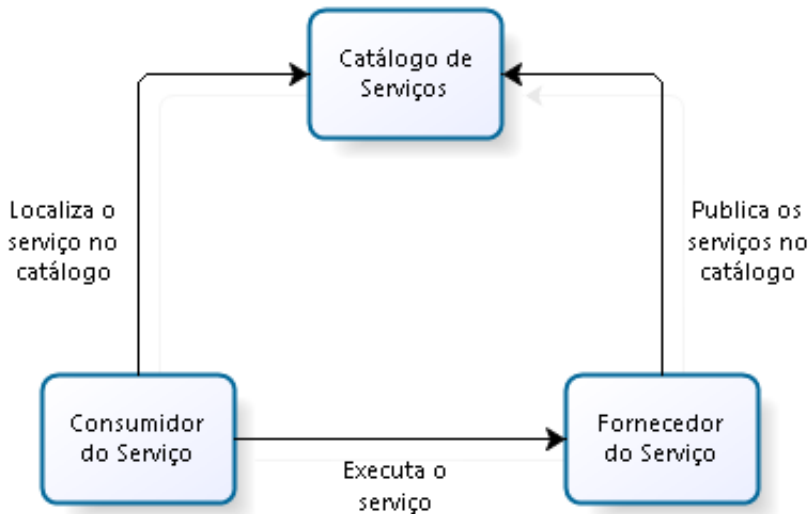 Catálogo de
Serviços
Localiza o
serviço no
catálogo
Publica os
serviços no
catálogo
Consumidor
do Serviço
Fornecedor
do Serviço
Executa o
serviço